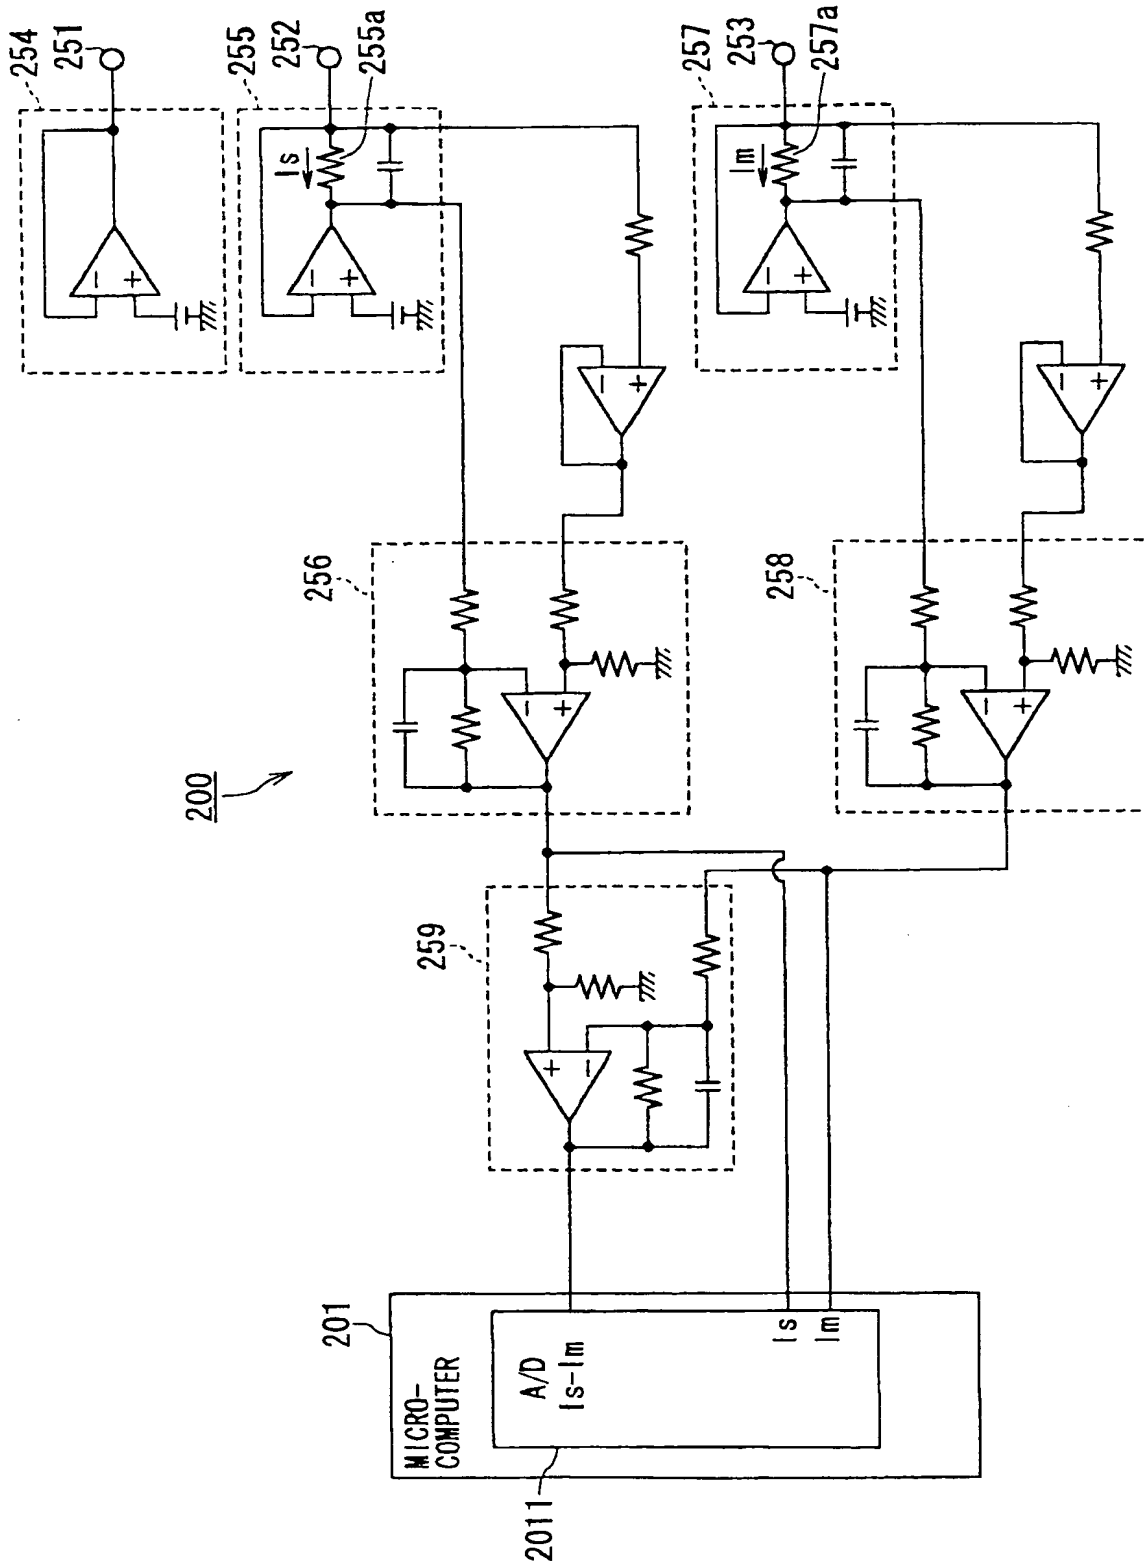 200
201
MICRO-
COMPUTER
2011
A/D
Is-Im
Is
Im
259
+
−
256
−
+
258
−
+
−
+
−
+
254
251
−
+
255
252
255a
Is
−
+
257
253
257a
Im
−
+